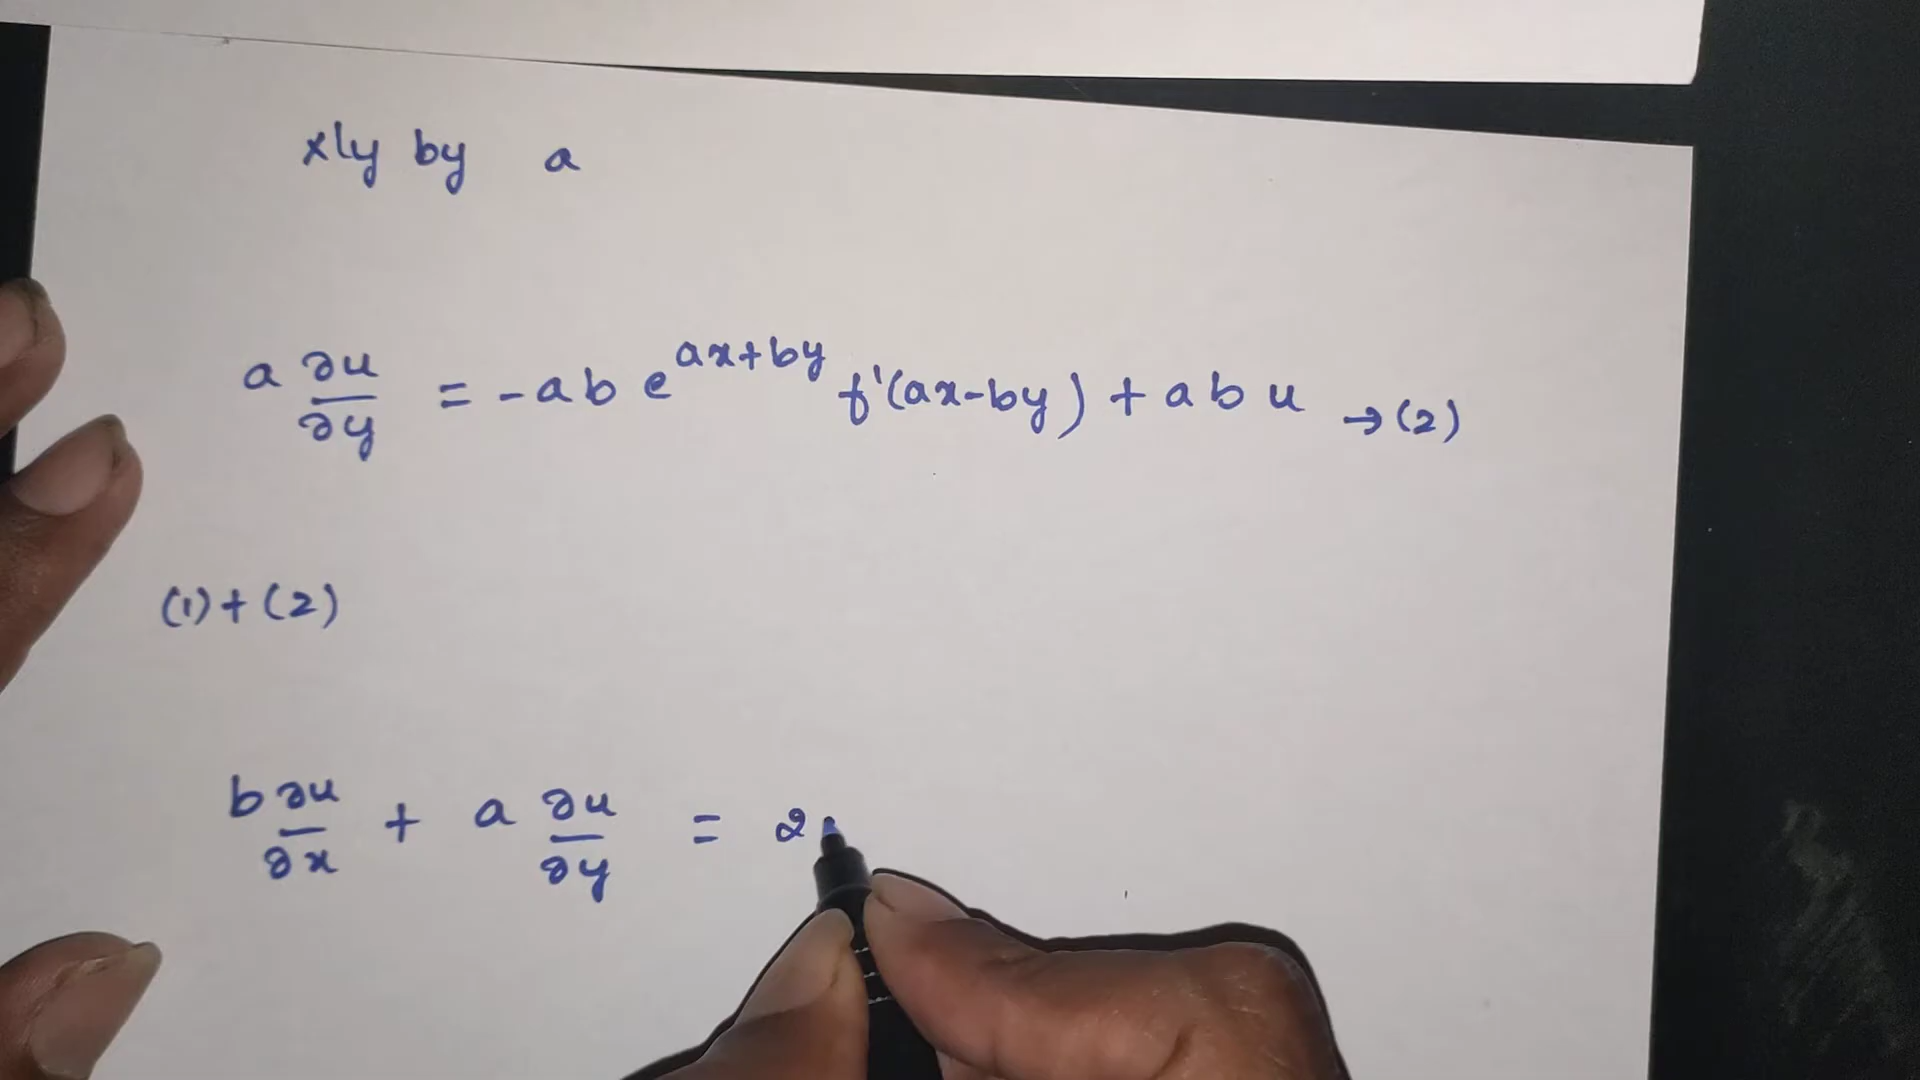 xly by a
a ∂u/∂y = -ab e^(ax+by) f'(ax-by) + abu → (2)
(1)+(2)
b ∂u/∂x + a ∂u/∂y = 2